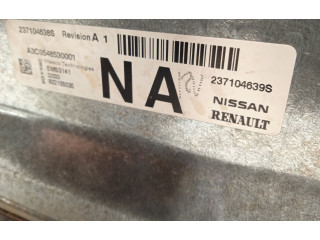 237104638S Revision A 1
A3C0548530001
NA
237104639S
NISSAN
RENAULT